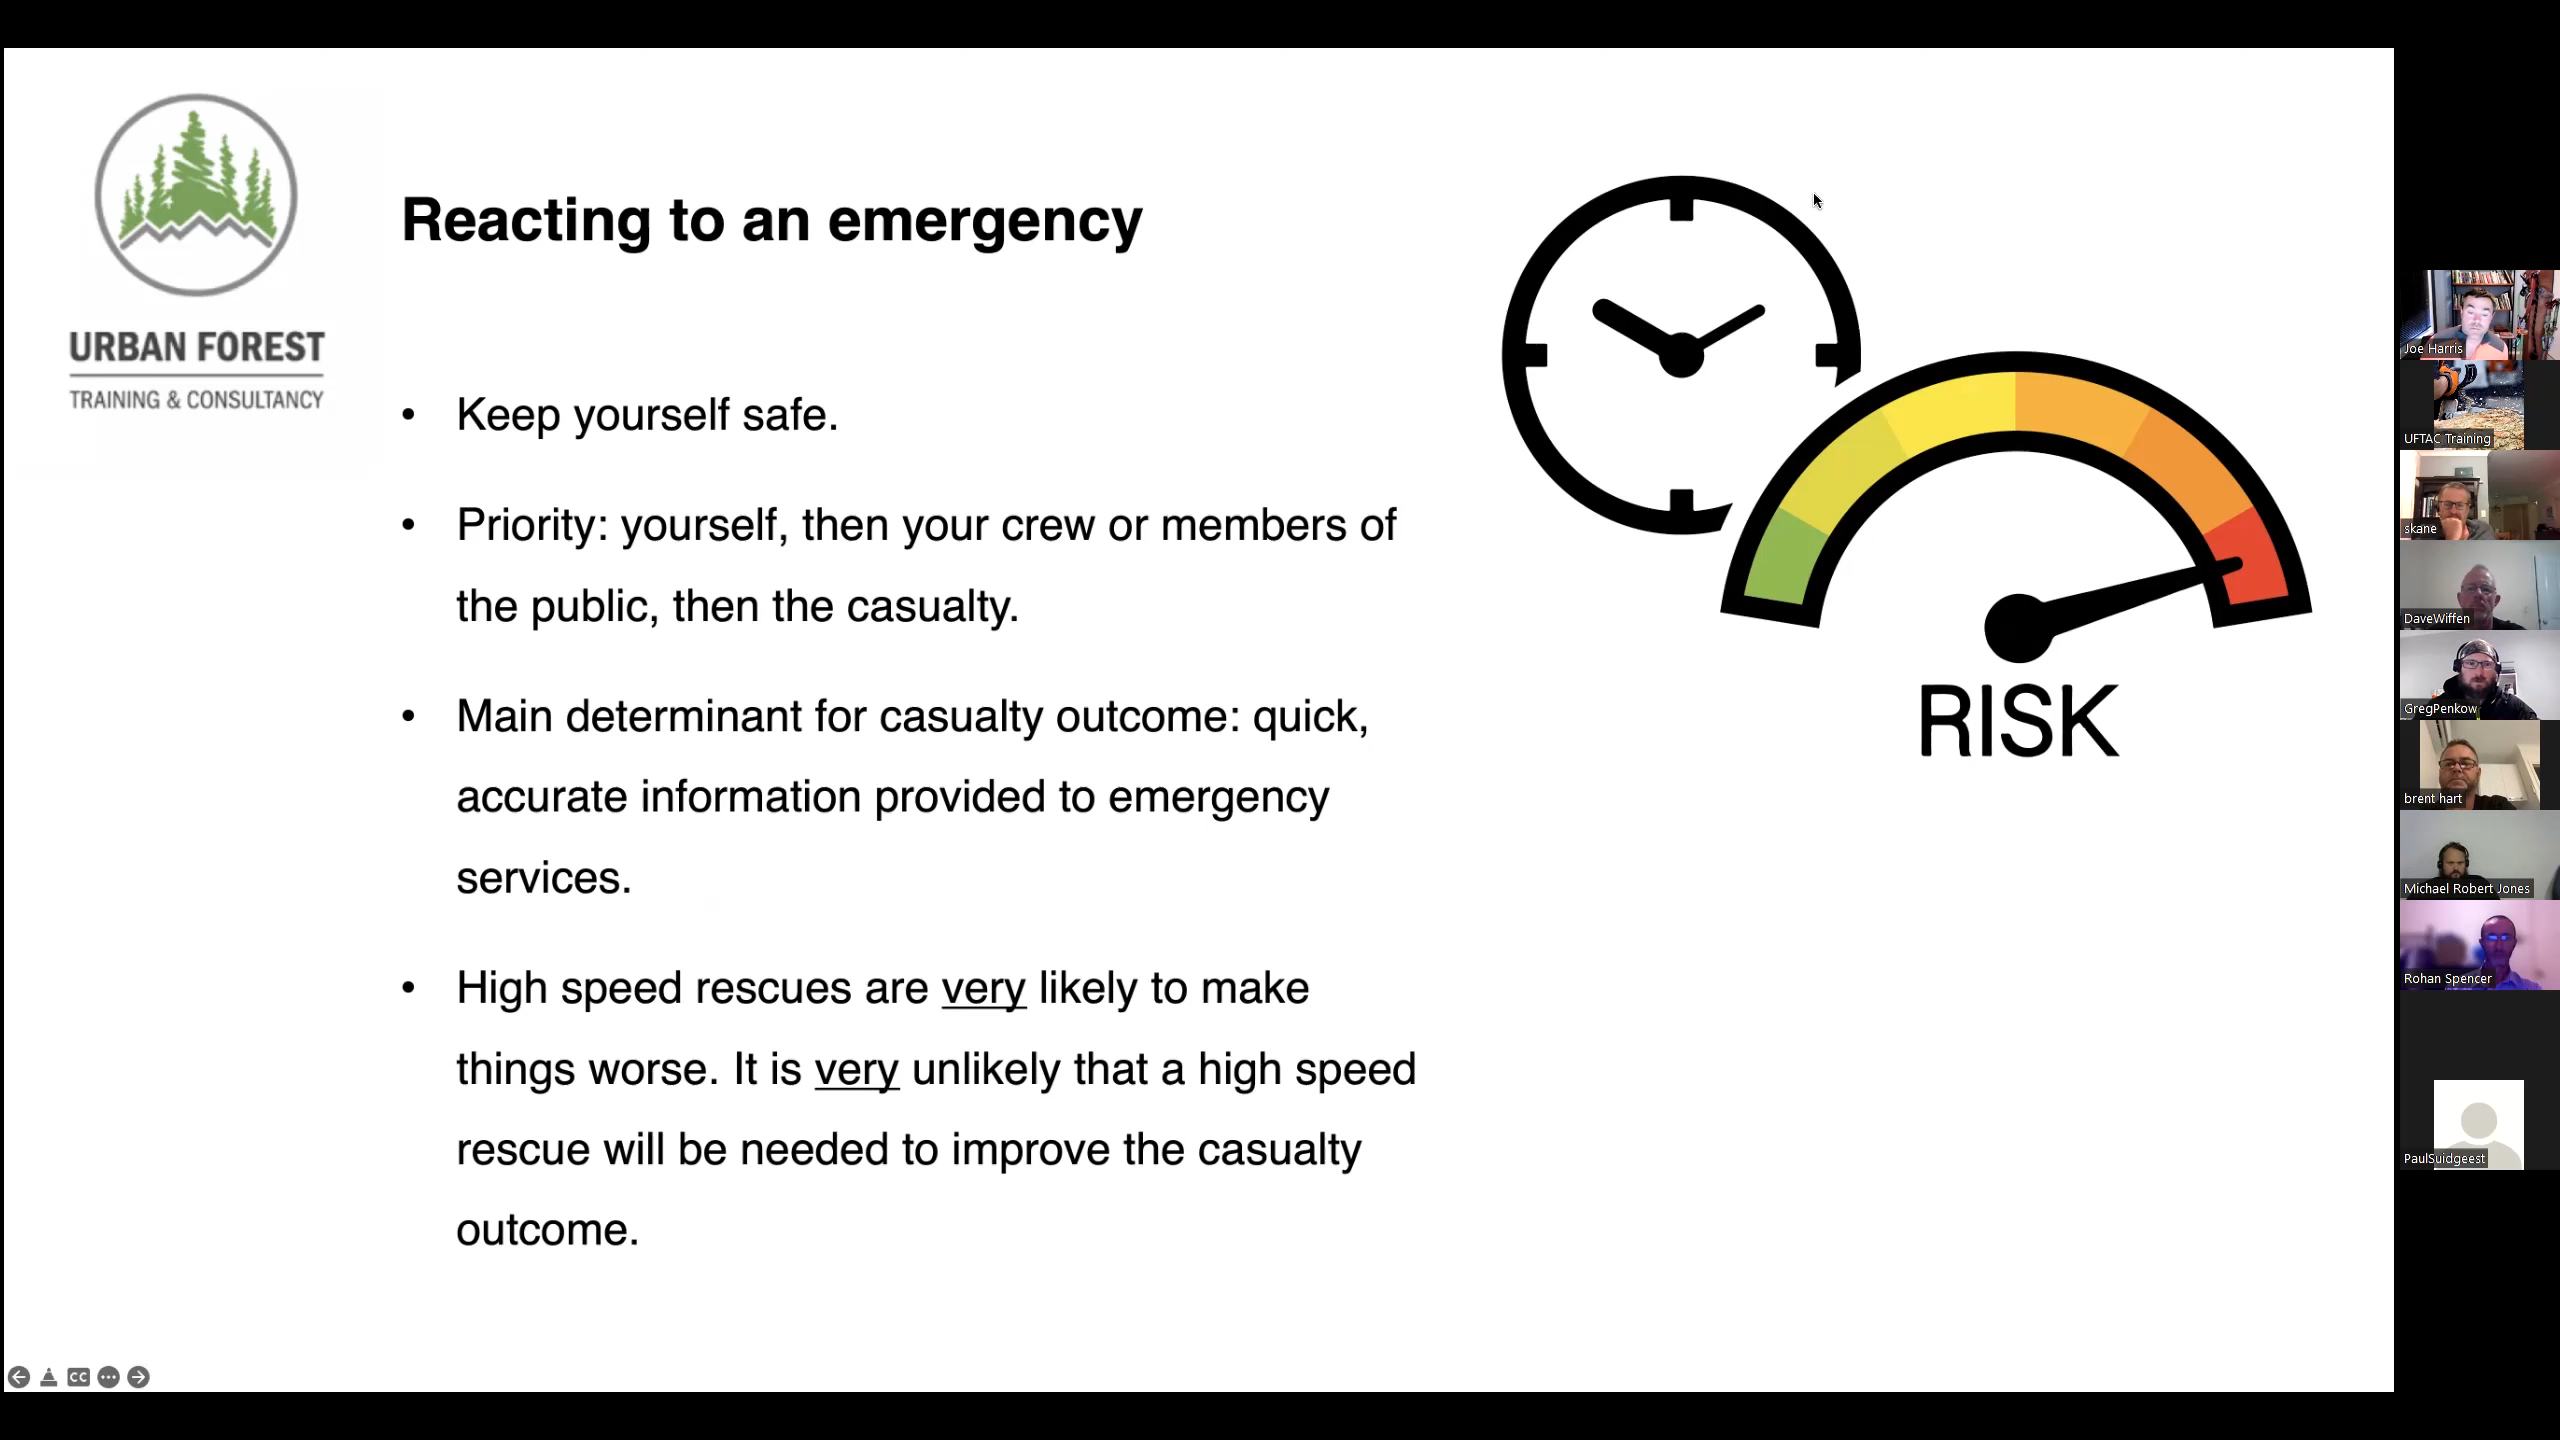 URBAN FOREST
TRAINING & CONSULTANCY
Reacting to an emergency
• Keep yourself safe.
• Priority: yourself, then your crew or members of
the public, then the casualty.
• Main determinant for casualty outcome: quick,
accurate information provided to emergency
services.
• High speed rescues are very likely to make
things worse. It is very unlikely that a high speed
rescue will be needed to improve the casualty
outcome.
RISK
CC
Joe Harris
UFTAC Training
skane
DaveWiffen
GregPenkow
brent hart
Michael Robert Jones
Rohan Spencer
PaulSuidgeest